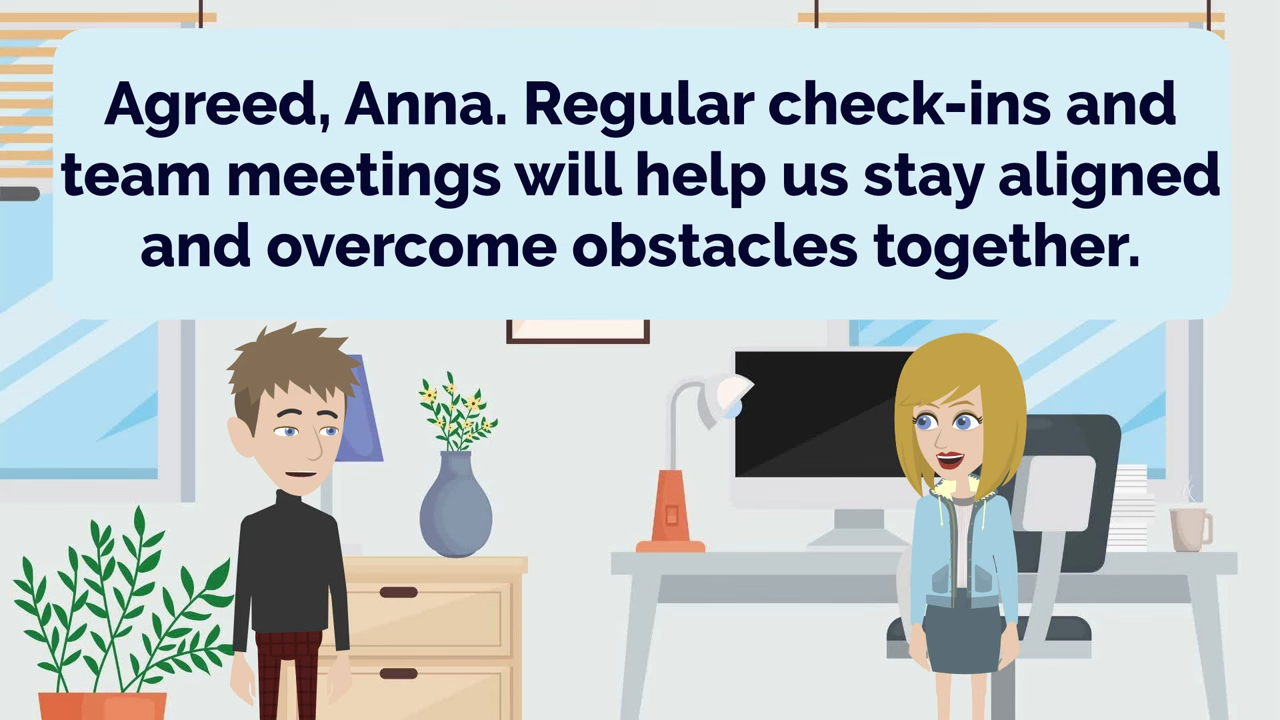 Agreed, Anna. Regular check-ins and
team meetings will help us stay aligned
and overcome obstacles together.